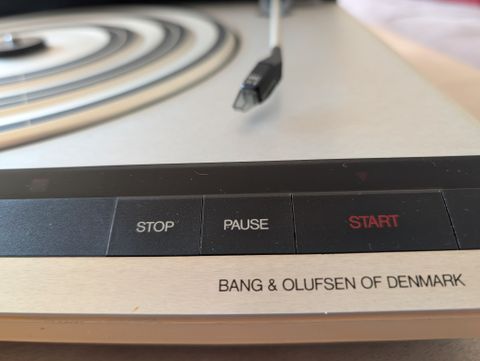 STOP PAUSE START
BANG & OLUFSEN OF DENMARK